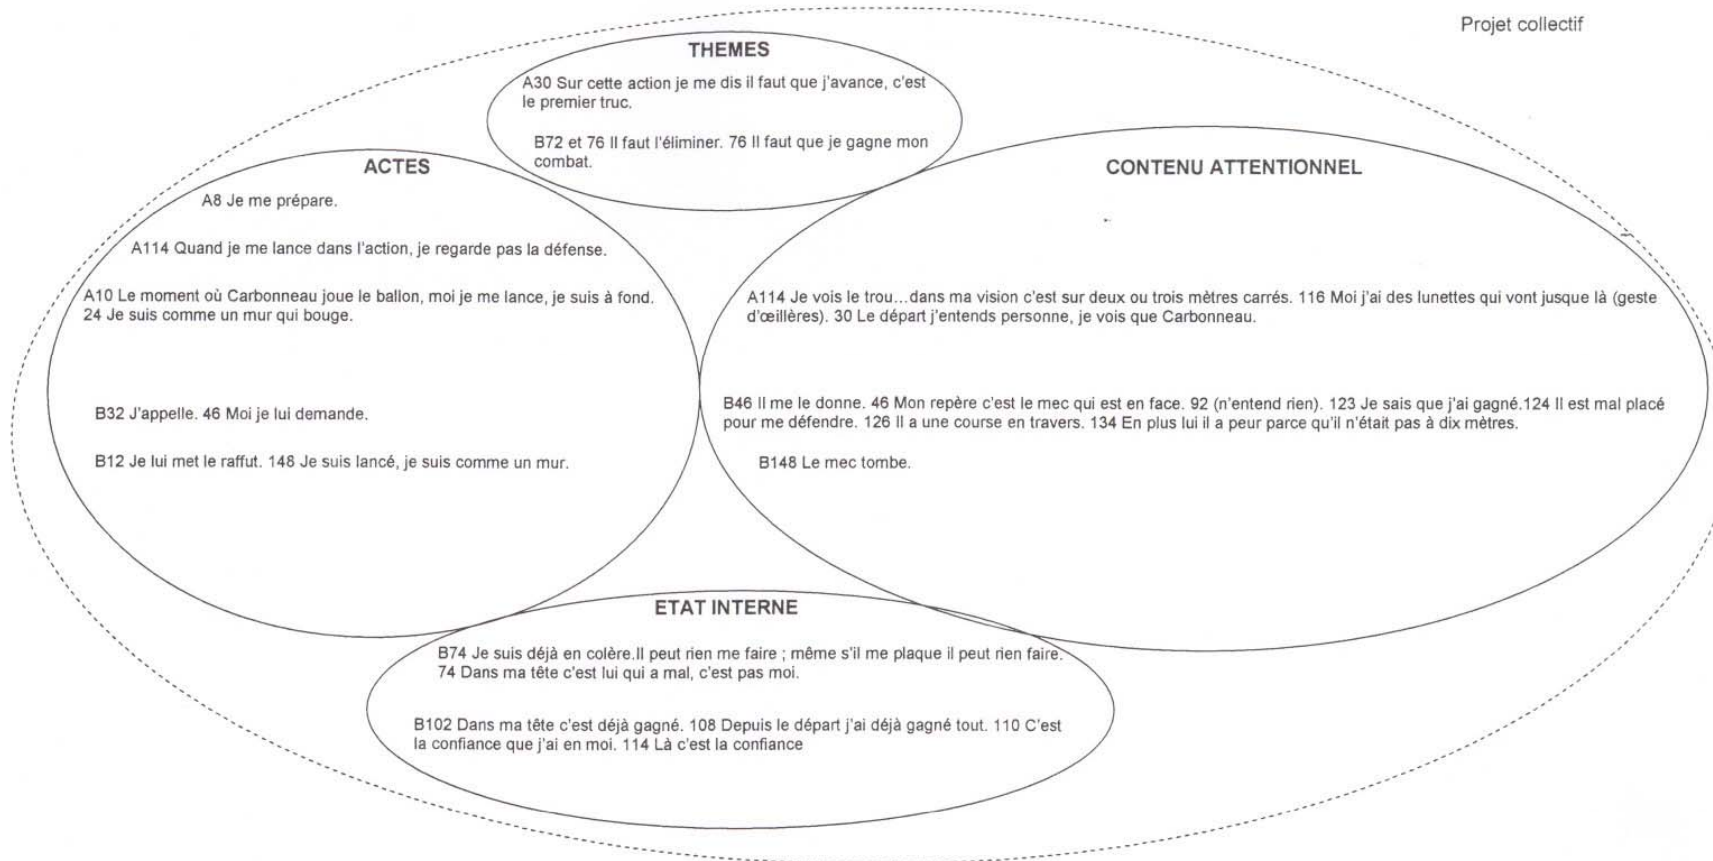 Projet collectif
THEMES
A30 Sur cette action je me dis il faut que j'avance, c'est
le premier truc.
B72 et 76 Il faut l'éliminer. 76 Il faut que je gagne mon
combat.
ACTES
A8 Je me prépare.
A114 Quand je me lance dans l'action, je regarde pas la défense.
A10 Le moment où Carbonneau joue le ballon, moi je me lance, je suis à fond.
24 Je suis comme un mur qui bouge.
B32 J'appelle. 46 Moi je lui demande.
B12 Je lui met le raffut. 148 Je suis lancé, je suis comme un mur.
CONTENU ATTENTIONNEL
A114 Je vois le trou...dans ma vision c'est sur deux ou trois mètres carrés. 116 Moi j'ai des lunettes qui vont jusque là (geste
d'œillères). 30 Le départ j'entends personne, je vois que Carbonneau.
B46 Il me le donne. 46 Mon repère c'est le mec qui est en face. 92 (n'entend rien). 123 Je sais que j'ai gagné.124 Il est mal placé
pour me défendre. 126 Il a une course en travers. 134 En plus lui il a peur parce qu'il n'était pas à dix mètres.
B148 Le mec tombe.
ETAT INTERNE
B74 Je suis déjà en colère.Il peut rien me faire ; même s'il me plaque il peut rien faire.
74 Dans ma tête c'est lui qui a mal, c'est pas moi.
B102 Dans ma tête c'est déjà gagné. 108 Depuis le départ j'ai déjà gagné tout. 110 C'est
la confiance que j'ai en moi. 114 Là c'est la confiance